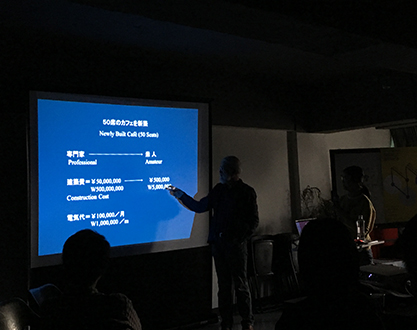 50席のカフェを新築
Newly Built Café (50 Seats)
専門家 素人
Professional Amateur
建築費＝￥50,000,000 ￥500,000
￥500,000,000 ￥5,000,
Construction Cost
電気代＝￥100,000／月
￥1,000,000／m